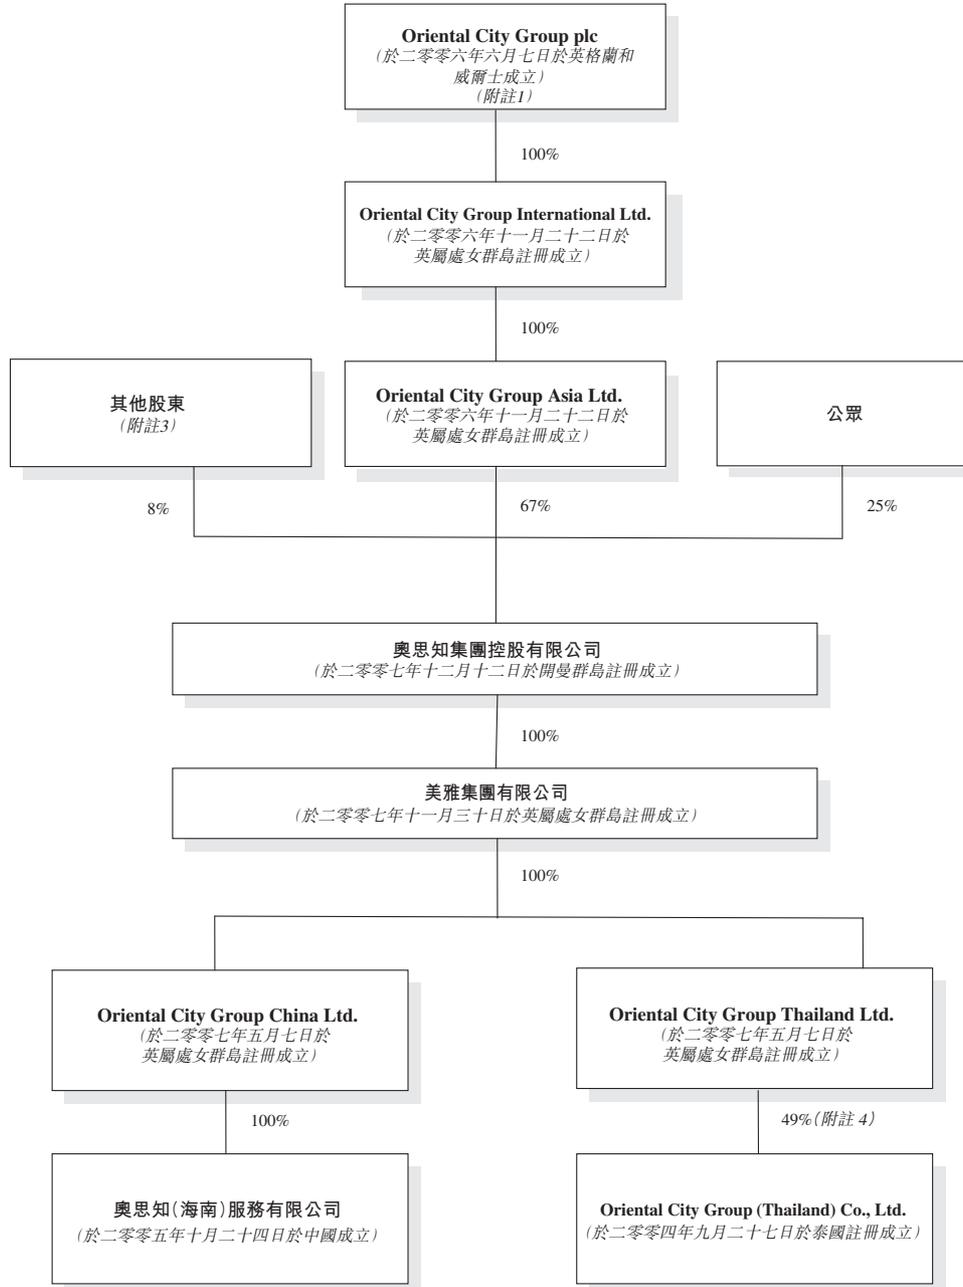 Oriental City Group plc
(於二零零六年六月七日於英格蘭和
威爾士成立)
(附註1)
100%
Oriental City Group International Ltd.
(於二零零六年十一月二十二日於
英屬處女群島註冊成立)
100%
其他股東
(附註3)
Oriental City Group Asia Ltd.
(於二零零六年十一月二十二日於
英屬處女群島註冊成立)
公眾
8%
67%
25%
奧思知集團控股有限公司
(於二零零七年十二月十二日於開曼群島註冊成立)
100%
美雅集團有限公司
(於二零零七年十一月三十日於英屬處女群島註冊成立)
100%
Oriental City Group China Ltd.
(於二零零七年五月七日於
英屬處女群島註冊成立)
Oriental City Group Thailand Ltd.
(於二零零七年五月七日於
英屬處女群島註冊成立)
100%
49%(附註 4)
奧思知(海南)服務有限公司
(於二零零五年十月二十四日於中國成立)
Oriental City Group (Thailand) Co., Ltd.
(於二零零四年九月二十七日於泰國註冊成立)